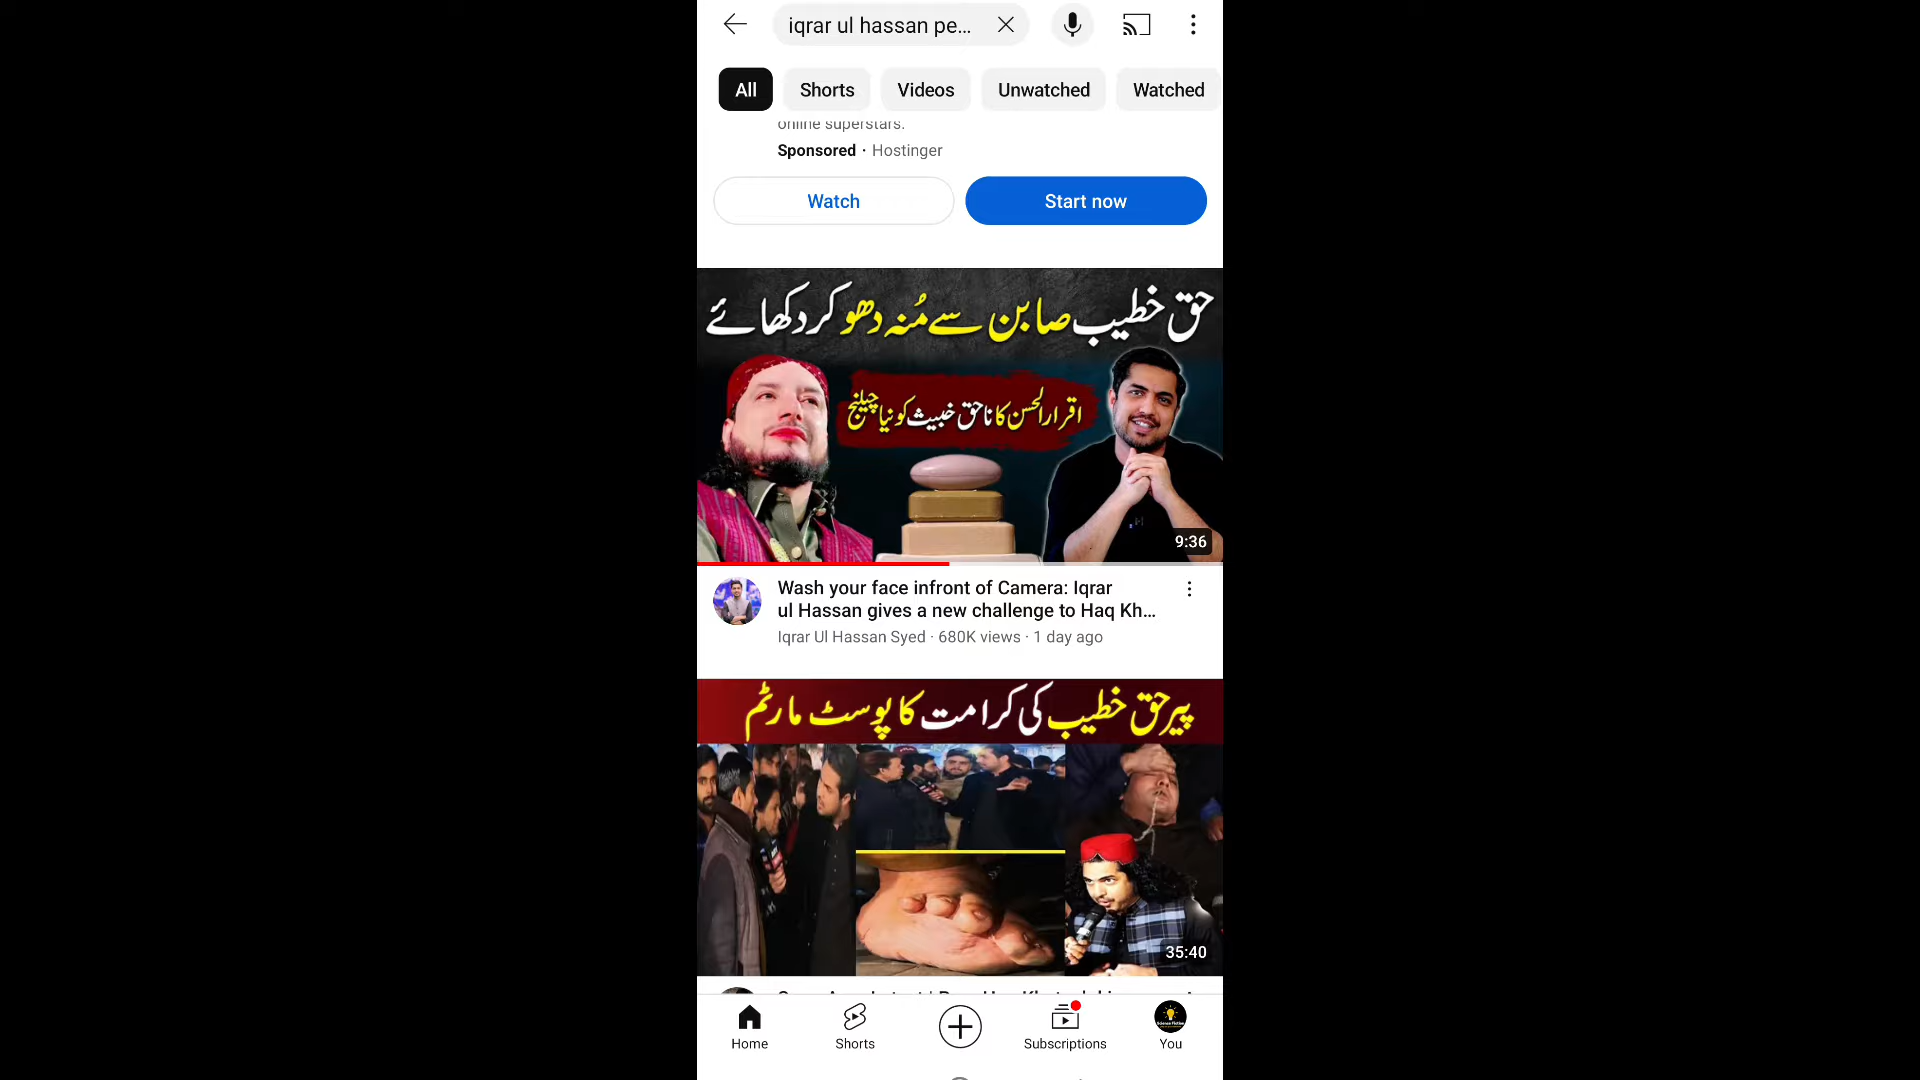 iqrar ul hassan pe...
All
Shorts
Videos
Unwatched
Watched
online superstars.
Sponsored · Hostinger
Watch
Start now
حق خطیب صابن سے مُنہ دھو کر دکھائے
اقرار الحسن کا ناحق خبیث کو نیا چیلنج
9:36
Wash your face infront of Camera: Iqrar
ul Hassan gives a new challenge to Haq Kh...
Iqrar Ul Hassan Syed · 680K views · 1 day ago
پیر حق خطیب کی کرامت کا پوسٹ مارٹم
35:40
Home
Shorts
Subscriptions
You